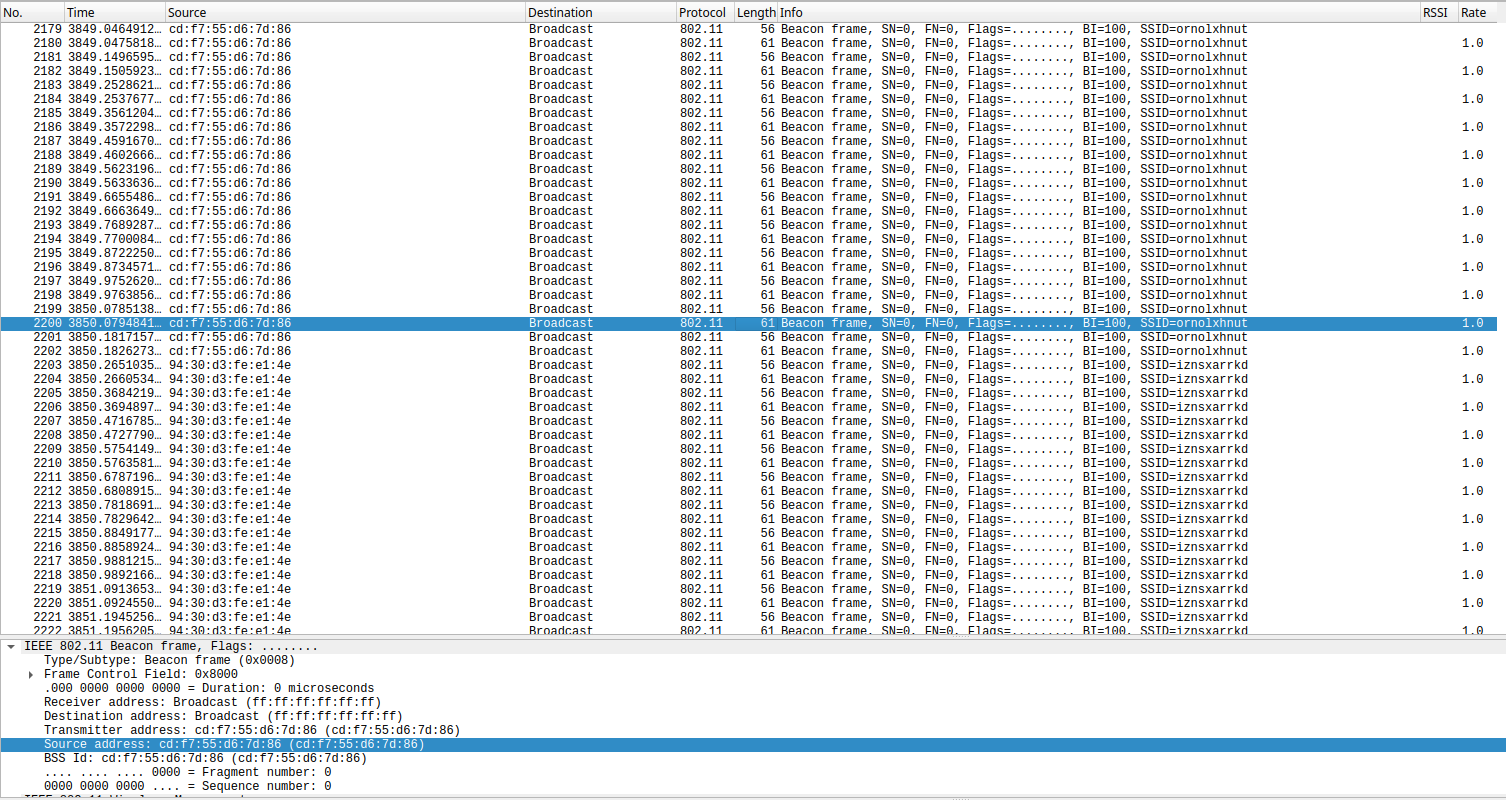 No. Time Source Destination Protocol Length Info RSSI Rate
2179 3849.0464912… cd:f7:55:d6:7d:86 Broadcast 802.11 56 Beacon frame, SN=0, FN=0, Flags=........, BI=100, SSID=ornolxhnut
2180 3849.0475818… cd:f7:55:d6:7d:86 Broadcast 802.11 61 Beacon frame, SN=0, FN=0, Flags=........, BI=100, SSID=ornolxhnut 1.0
2181 3849.1496595… cd:f7:55:d6:7d:86 Broadcast 802.11 56 Beacon frame, SN=0, FN=0, Flags=........, BI=100, SSID=ornolxhnut
2182 3849.1505923… cd:f7:55:d6:7d:86 Broadcast 802.11 61 Beacon frame, SN=0, FN=0, Flags=........, BI=100, SSID=ornolxhnut 1.0
2183 3849.2528621… cd:f7:55:d6:7d:86 Broadcast 802.11 56 Beacon frame, SN=0, FN=0, Flags=........, BI=100, SSID=ornolxhnut
2184 3849.2537677… cd:f7:55:d6:7d:86 Broadcast 802.11 61 Beacon frame, SN=0, FN=0, Flags=........, BI=100, SSID=ornolxhnut 1.0
2185 3849.3561204… cd:f7:55:d6:7d:86 Broadcast 802.11 56 Beacon frame, SN=0, FN=0, Flags=........, BI=100, SSID=ornolxhnut
2186 3849.3572298… cd:f7:55:d6:7d:86 Broadcast 802.11 61 Beacon frame, SN=0, FN=0, Flags=........, BI=100, SSID=ornolxhnut 1.0
2187 3849.4591670… cd:f7:55:d6:7d:86 Broadcast 802.11 56 Beacon frame, SN=0, FN=0, Flags=........, BI=100, SSID=ornolxhnut
2188 3849.4602666… cd:f7:55:d6:7d:86 Broadcast 802.11 61 Beacon frame, SN=0, FN=0, Flags=........, BI=100, SSID=ornolxhnut 1.0
2189 3849.5623196… cd:f7:55:d6:7d:86 Broadcast 802.11 56 Beacon frame, SN=0, FN=0, Flags=........, BI=100, SSID=ornolxhnut
2190 3849.5633636… cd:f7:55:d6:7d:86 Broadcast 802.11 61 Beacon frame, SN=0, FN=0, Flags=........, BI=100, SSID=ornolxhnut 1.0
2191 3849.6655486… cd:f7:55:d6:7d:86 Broadcast 802.11 56 Beacon frame, SN=0, FN=0, Flags=........, BI=100, SSID=ornolxhnut
2192 3849.6663649… cd:f7:55:d6:7d:86 Broadcast 802.11 61 Beacon frame, SN=0, FN=0, Flags=........, BI=100, SSID=ornolxhnut 1.0
2193 3849.7689287… cd:f7:55:d6:7d:86 Broadcast 802.11 56 Beacon frame, SN=0, FN=0, Flags=........, BI=100, SSID=ornolxhnut
2194 3849.7700084… cd:f7:55:d6:7d:86 Broadcast 802.11 61 Beacon frame, SN=0, FN=0, Flags=........, BI=100, SSID=ornolxhnut 1.0
2195 3849.8722250… cd:f7:55:d6:7d:86 Broadcast 802.11 56 Beacon frame, SN=0, FN=0, Flags=........, BI=100, SSID=ornolxhnut
2196 3849.8734571… cd:f7:55:d6:7d:86 Broadcast 802.11 61 Beacon frame, SN=0, FN=0, Flags=........, BI=100, SSID=ornolxhnut 1.0
2197 3849.9752620… cd:f7:55:d6:7d:86 Broadcast 802.11 56 Beacon frame, SN=0, FN=0, Flags=........, BI=100, SSID=ornolxhnut
2198 3849.9763856… cd:f7:55:d6:7d:86 Broadcast 802.11 61 Beacon frame, SN=0, FN=0, Flags=........, BI=100, SSID=ornolxhnut 1.0
2199 3850.0785138… cd:f7:55:d6:7d:86 Broadcast 802.11 56 Beacon frame, SN=0, FN=0, Flags=........, BI=100, SSID=ornolxhnut
2200 3850.0794841… cd:f7:55:d6:7d:86 Broadcast 802.11 61 Beacon frame, SN=0, FN=0, Flags=........, BI=100, SSID=ornolxhnut 1.0
2201 3850.1817157… cd:f7:55:d6:7d:86 Broadcast 802.11 56 Beacon frame, SN=0, FN=0, Flags=........, BI=100, SSID=ornolxhnut
2202 3850.1826273… cd:f7:55:d6:7d:86 Broadcast 802.11 61 Beacon frame, SN=0, FN=0, Flags=........, BI=100, SSID=ornolxhnut 1.0
2203 3850.2651035… 94:30:d3:fe:e1:4e Broadcast 802.11 56 Beacon frame, SN=0, FN=0, Flags=........, BI=100, SSID=iznsxarrkd
2204 3850.2660534… 94:30:d3:fe:e1:4e Broadcast 802.11 61 Beacon frame, SN=0, FN=0, Flags=........, BI=100, SSID=iznsxarrkd 1.0
2205 3850.3684219… 94:30:d3:fe:e1:4e Broadcast 802.11 56 Beacon frame, SN=0, FN=0, Flags=........, BI=100, SSID=iznsxarrkd
2206 3850.3694897… 94:30:d3:fe:e1:4e Broadcast 802.11 61 Beacon frame, SN=0, FN=0, Flags=........, BI=100, SSID=iznsxarrkd 1.0
2207 3850.4716785… 94:30:d3:fe:e1:4e Broadcast 802.11 56 Beacon frame, SN=0, FN=0, Flags=........, BI=100, SSID=iznsxarrkd
2208 3850.4727790… 94:30:d3:fe:e1:4e Broadcast 802.11 61 Beacon frame, SN=0, FN=0, Flags=........, BI=100, SSID=iznsxarrkd 1.0
2209 3850.5754149… 94:30:d3:fe:e1:4e Broadcast 802.11 56 Beacon frame, SN=0, FN=0, Flags=........, BI=100, SSID=iznsxarrkd
2210 3850.5763581… 94:30:d3:fe:e1:4e Broadcast 802.11 61 Beacon frame, SN=0, FN=0, Flags=........, BI=100, SSID=iznsxarrkd 1.0
2211 3850.6787196… 94:30:d3:fe:e1:4e Broadcast 802.11 56 Beacon frame, SN=0, FN=0, Flags=........, BI=100, SSID=iznsxarrkd
2212 3850.6808915… 94:30:d3:fe:e1:4e Broadcast 802.11 61 Beacon frame, SN=0, FN=0, Flags=........, BI=100, SSID=iznsxarrkd 1.0
2213 3850.7818691… 94:30:d3:fe:e1:4e Broadcast 802.11 56 Beacon frame, SN=0, FN=0, Flags=........, BI=100, SSID=iznsxarrkd
2214 3850.7829642… 94:30:d3:fe:e1:4e Broadcast 802.11 61 Beacon frame, SN=0, FN=0, Flags=........, BI=100, SSID=iznsxarrkd 1.0
2215 3850.8849177… 94:30:d3:fe:e1:4e Broadcast 802.11 56 Beacon frame, SN=0, FN=0, Flags=........, BI=100, SSID=iznsxarrkd
2216 3850.8858924… 94:30:d3:fe:e1:4e Broadcast 802.11 61 Beacon frame, SN=0, FN=0, Flags=........, BI=100, SSID=iznsxarrkd 1.0
2217 3850.9881215… 94:30:d3:fe:e1:4e Broadcast 802.11 56 Beacon frame, SN=0, FN=0, Flags=........, BI=100, SSID=iznsxarrkd
2218 3850.9892166… 94:30:d3:fe:e1:4e Broadcast 802.11 61 Beacon frame, SN=0, FN=0, Flags=........, BI=100, SSID=iznsxarrkd 1.0
2219 3851.0913653… 94:30:d3:fe:e1:4e Broadcast 802.11 56 Beacon frame, SN=0, FN=0, Flags=........, BI=100, SSID=iznsxarrkd
2220 3851.0924550… 94:30:d3:fe:e1:4e Broadcast 802.11 61 Beacon frame, SN=0, FN=0, Flags=........, BI=100, SSID=iznsxarrkd 1.0
2221 3851.1945256… 94:30:d3:fe:e1:4e Broadcast 802.11 56 Beacon frame, SN=0, FN=0, Flags=........, BI=100, SSID=iznsxarrkd
2222 3851.1956205… 94:30:d3:fe:e1:4e Broadcast 802.11 61 Beacon frame, SN=0, FN=0, Flags=........, BI=100, SSID=iznsxarrkd 1.0
IEEE 802.11 Beacon frame, Flags: ........
Type/Subtype: Beacon frame (0x0008)
Frame Control Field: 0x8000
.000 0000 0000 0000 = Duration: 0 microseconds
Receiver address: Broadcast (ff:ff:ff:ff:ff:ff)
Destination address: Broadcast (ff:ff:ff:ff:ff:ff)
Transmitter address: cd:f7:55:d6:7d:86 (cd:f7:55:d6:7d:86)
Source address: cd:f7:55:d6:7d:86 (cd:f7:55:d6:7d:86)
BSS Id: cd:f7:55:d6:7d:86 (cd:f7:55:d6:7d:86)
.... .... .... 0000 = Fragment number: 0
0000 0000 0000 .... = Sequence number: 0